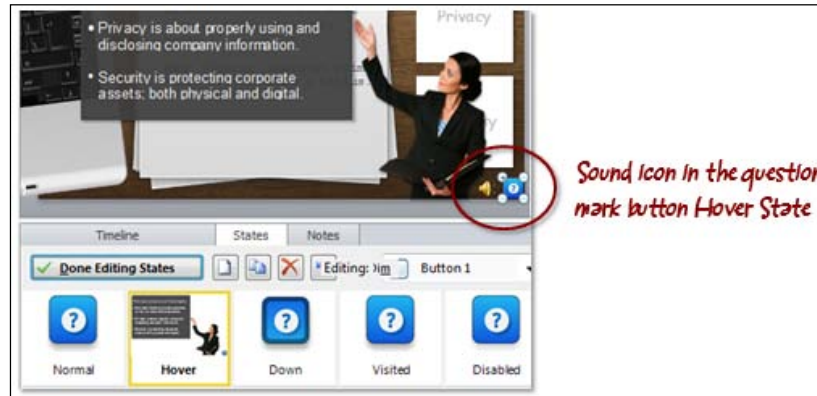 Privacy
• Privacy is about properly using and
disclosing company information.
• Security is protecting corporate
assets; both physical and digital.
Sound icon in the question
mark button Hover State
Timeline
States
Notes
Done Editing States
Editing:
Button 1
?
?
?
?
Normal
Hover
Down
Visited
Disabled